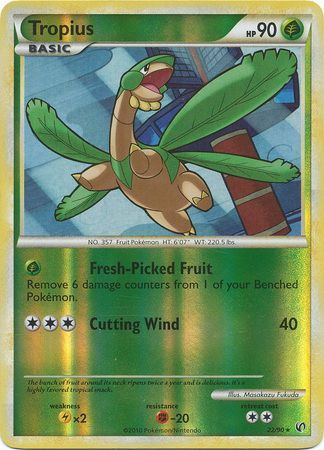 Tropius
HP 90
BASIC
NO. 357 Fruit Pokémon HT: 6'07" WT: 220.5 lbs.
Fresh-Picked Fruit
Remove 6 damage counters from 1 of your Benched
Pokémon.
Cutting Wind 40
The bunch of fruit around its neck ripens twice a year and is delicious. It's a
highly favored tropical snack.
Illus. Masakazu Fukuda
weakness resistance retreat cost
×2 -20
©2010 Pokémon/Nintendo 22/90 ★